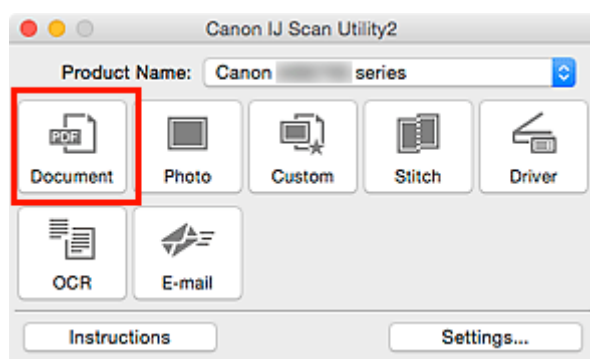 Canon IJ Scan Utility2
Product Name: Canon series
PDF
Document Photo Custom Stitch Driver
OCR E-mail
Instructions Settings...